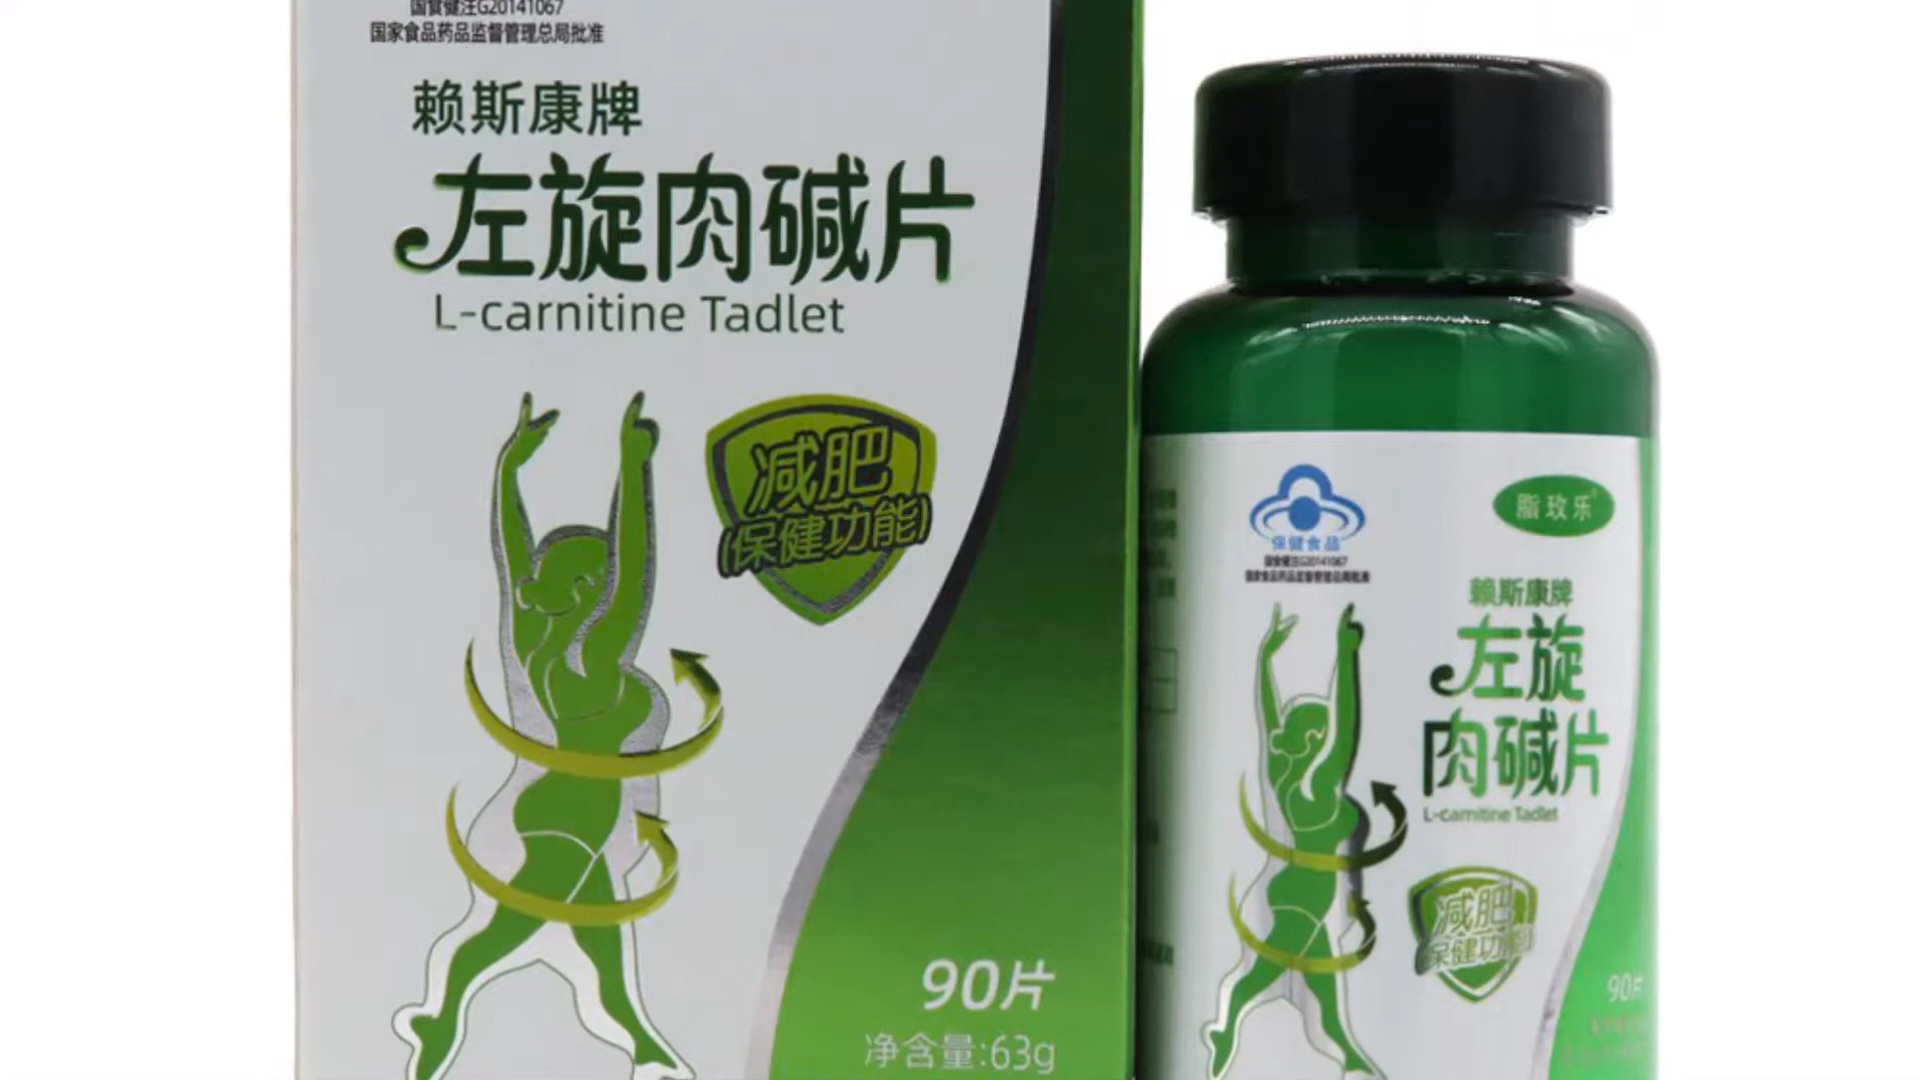 国食健注G20141067
国家食品药品监督管理总局批准
赖斯康牌
左旋肉碱片
L-carnitine Tadlet
减肥
(保健功能)
90片
净含量:63g
保健食品
国食健注G20141067
国家食品药品监督管理总局批准
脂玫乐
赖斯康牌
左旋
肉碱片
L-carnitine Tadlet
减肥
保健功能)
90片